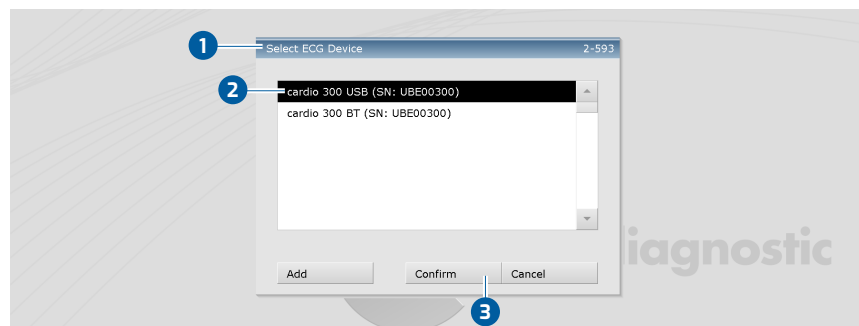 1 Select ECG Device 2-593
2 cardio 300 USB (SN: UBE00300)
cardio 300 BT (SN: UBE00300)
iagnostic
Add Confirm Cancel
3